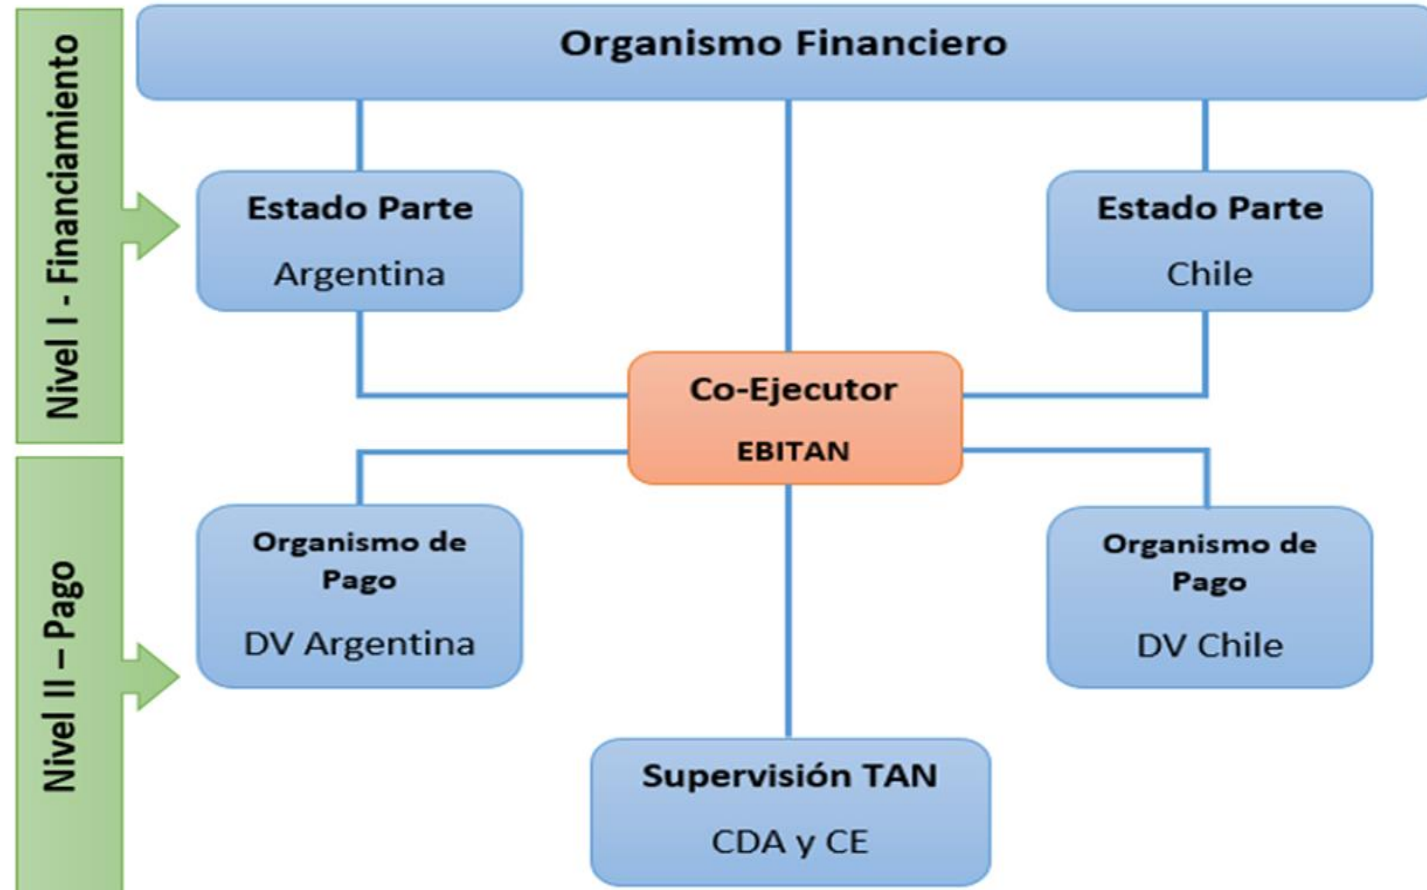 Organismo Financiero
Nivel I - Financiamiento
Estado Parte
Argentina
Estado Parte
Chile
Co-Ejecutor
EBITAN
Nivel II – Pago
Organismo de
Pago
DV Argentina
Organismo de
Pago
DV Chile
Supervisión TAN
CDA y CE